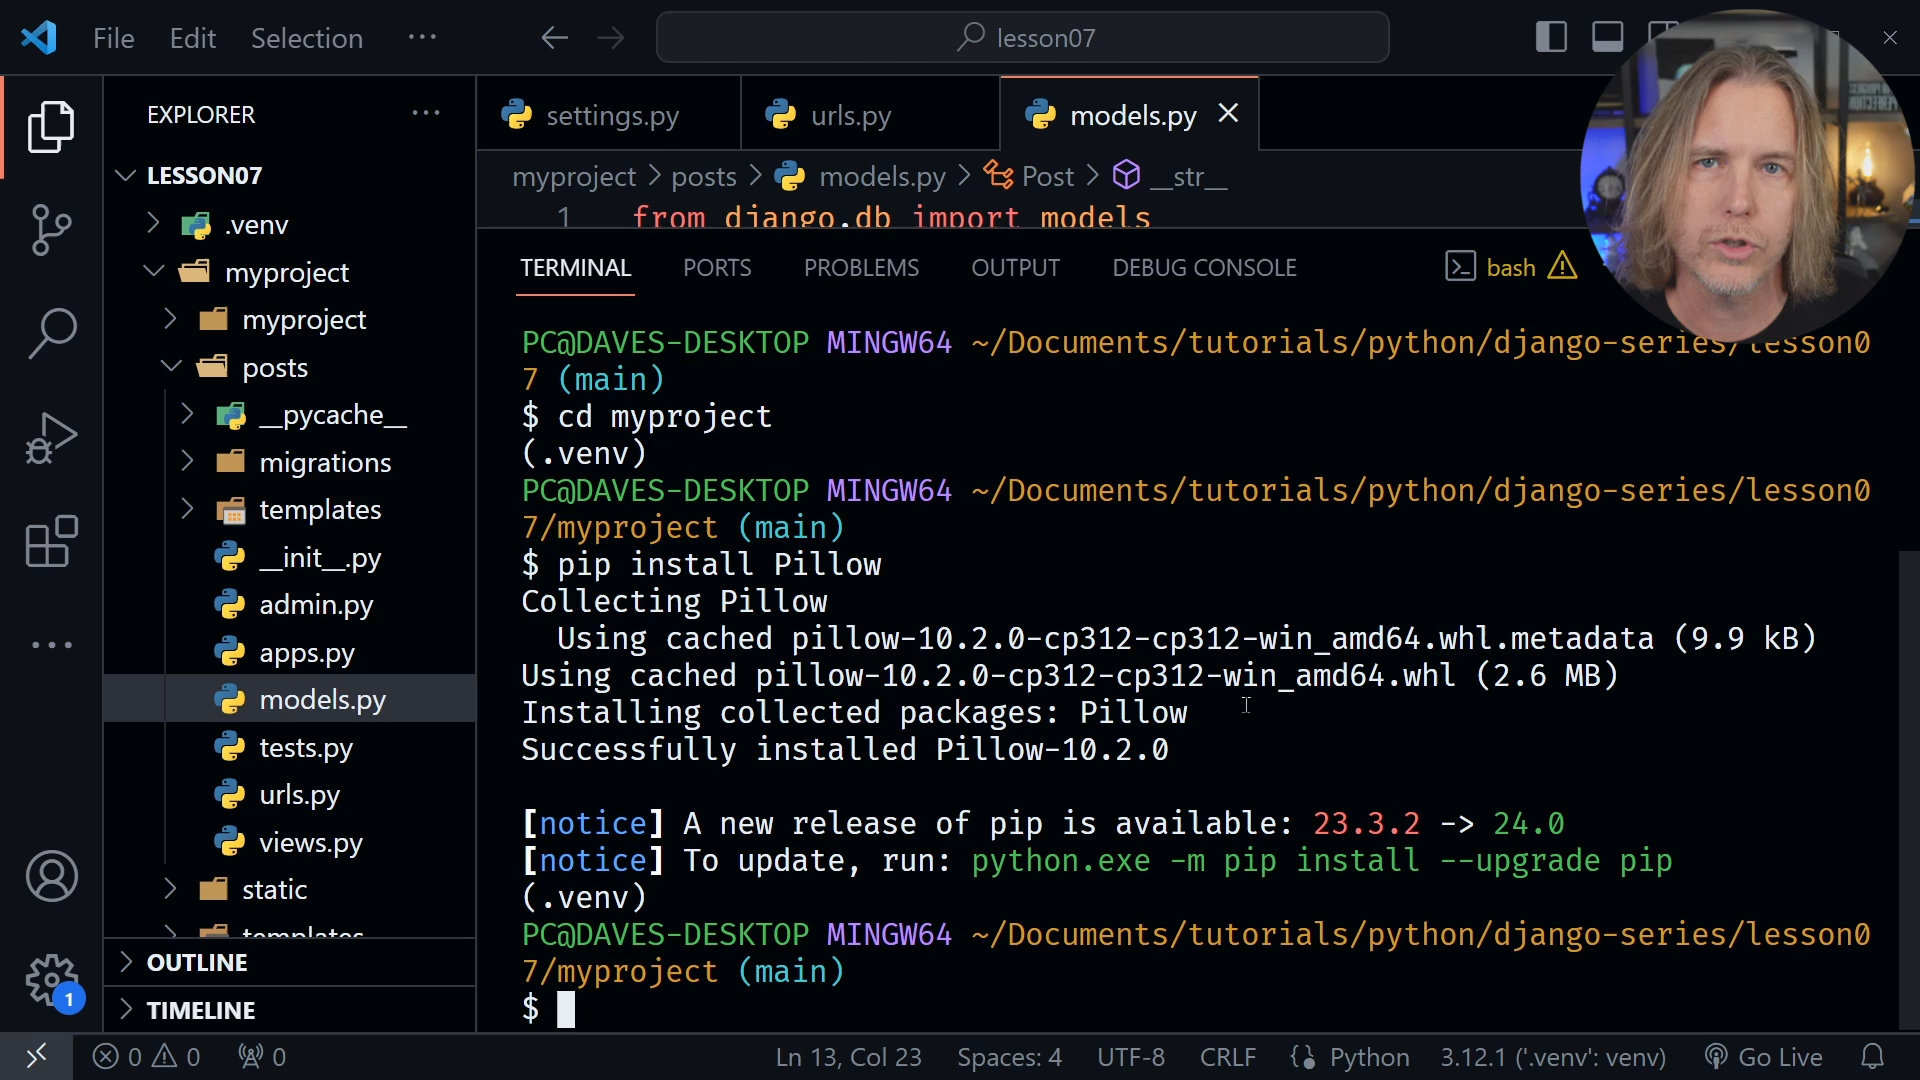 File Edit Selection ··· lesson07
EXPLORER ···
LESSON07
.venv
myproject
myproject
posts
__pycache__
migrations
templates
__init__.py
admin.py
apps.py
models.py
tests.py
urls.py
views.py
static
templates
OUTLINE
TIMELINE
1
settings.py urls.py models.py
myproject > posts > models.py > Post > __str__
1 from django.db import models
TERMINAL PORTS PROBLEMS OUTPUT DEBUG CONSOLE bash
PC@DAVES-DESKTOP MINGW64 ~/Documents/tutorials/python/django-series/lesson0
7 (main)
$ cd myproject
(.venv)
PC@DAVES-DESKTOP MINGW64 ~/Documents/tutorials/python/django-series/lesson0
7/myproject (main)
$ pip install Pillow
Collecting Pillow
Using cached pillow-10.2.0-cp312-cp312-win_amd64.whl.metadata (9.9 kB)
Using cached pillow-10.2.0-cp312-cp312-win_amd64.whl (2.6 MB)
Installing collected packages: Pillow
Successfully installed Pillow-10.2.0
[notice] A new release of pip is available: 23.3.2 -> 24.0
[notice] To update, run: python.exe -m pip install --upgrade pip
(.venv)
PC@DAVES-DESKTOP MINGW64 ~/Documents/tutorials/python/django-series/lesson0
7/myproject (main)
$
0 0 0 Ln 13, Col 23 Spaces: 4 UTF-8 CRLF Python 3.12.1 ('.venv': venv) Go Live